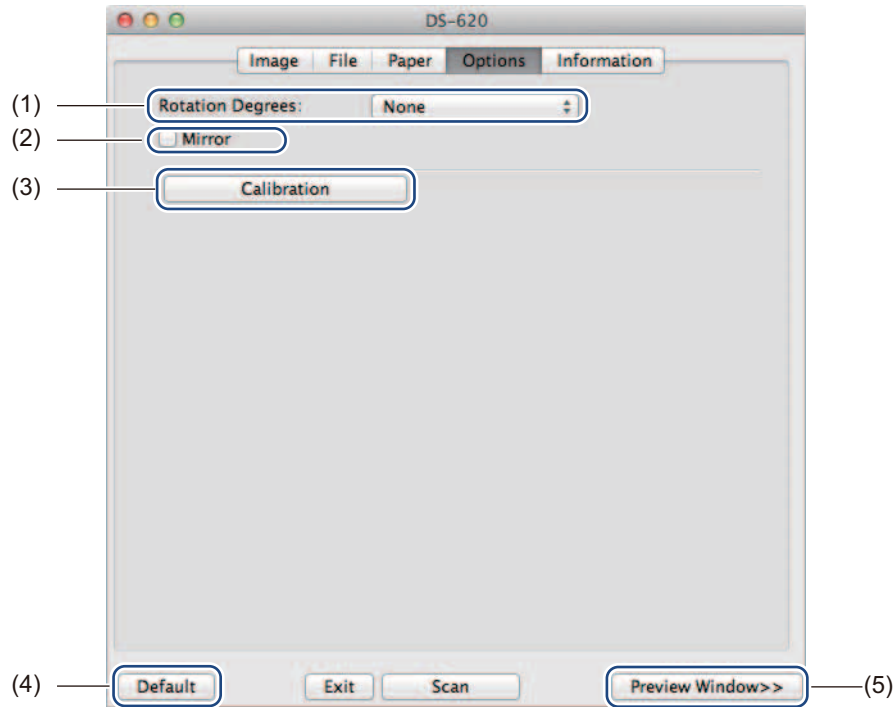 DS-620
Image File Paper Options Information
(1) Rotation Degrees: None
(2) Mirror
(3) Calibration
(4) Default Exit Scan Preview Window>> (5)